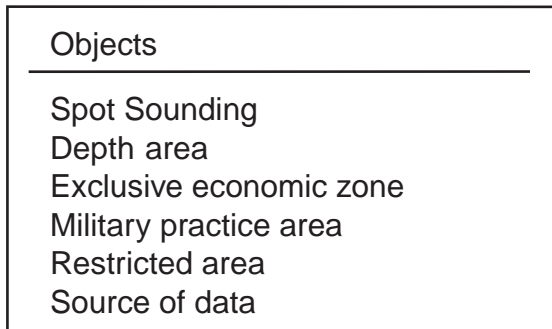 Objects
Spot Sounding
Depth area
Exclusive economic zone
Military practice area
Restricted area
Source of data